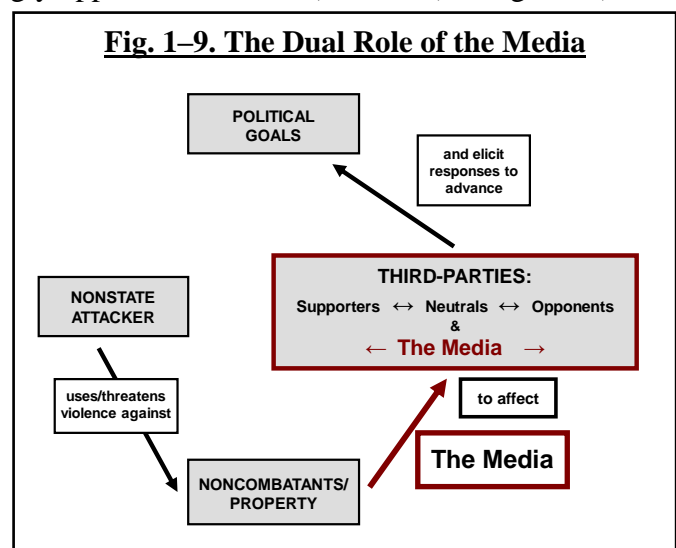 Fig. 1–9. The Dual Role of the Media
POLITICAL
GOALS
and elicit
responses to
advance
THIRD-PARTIES:
Supporters ↔ Neutrals ↔ Opponents
&
← The Media →
NONSTATE
ATTACKER
uses/threatens
violence against
to affect
The Media
NONCOMBATANTS/
PROPERTY